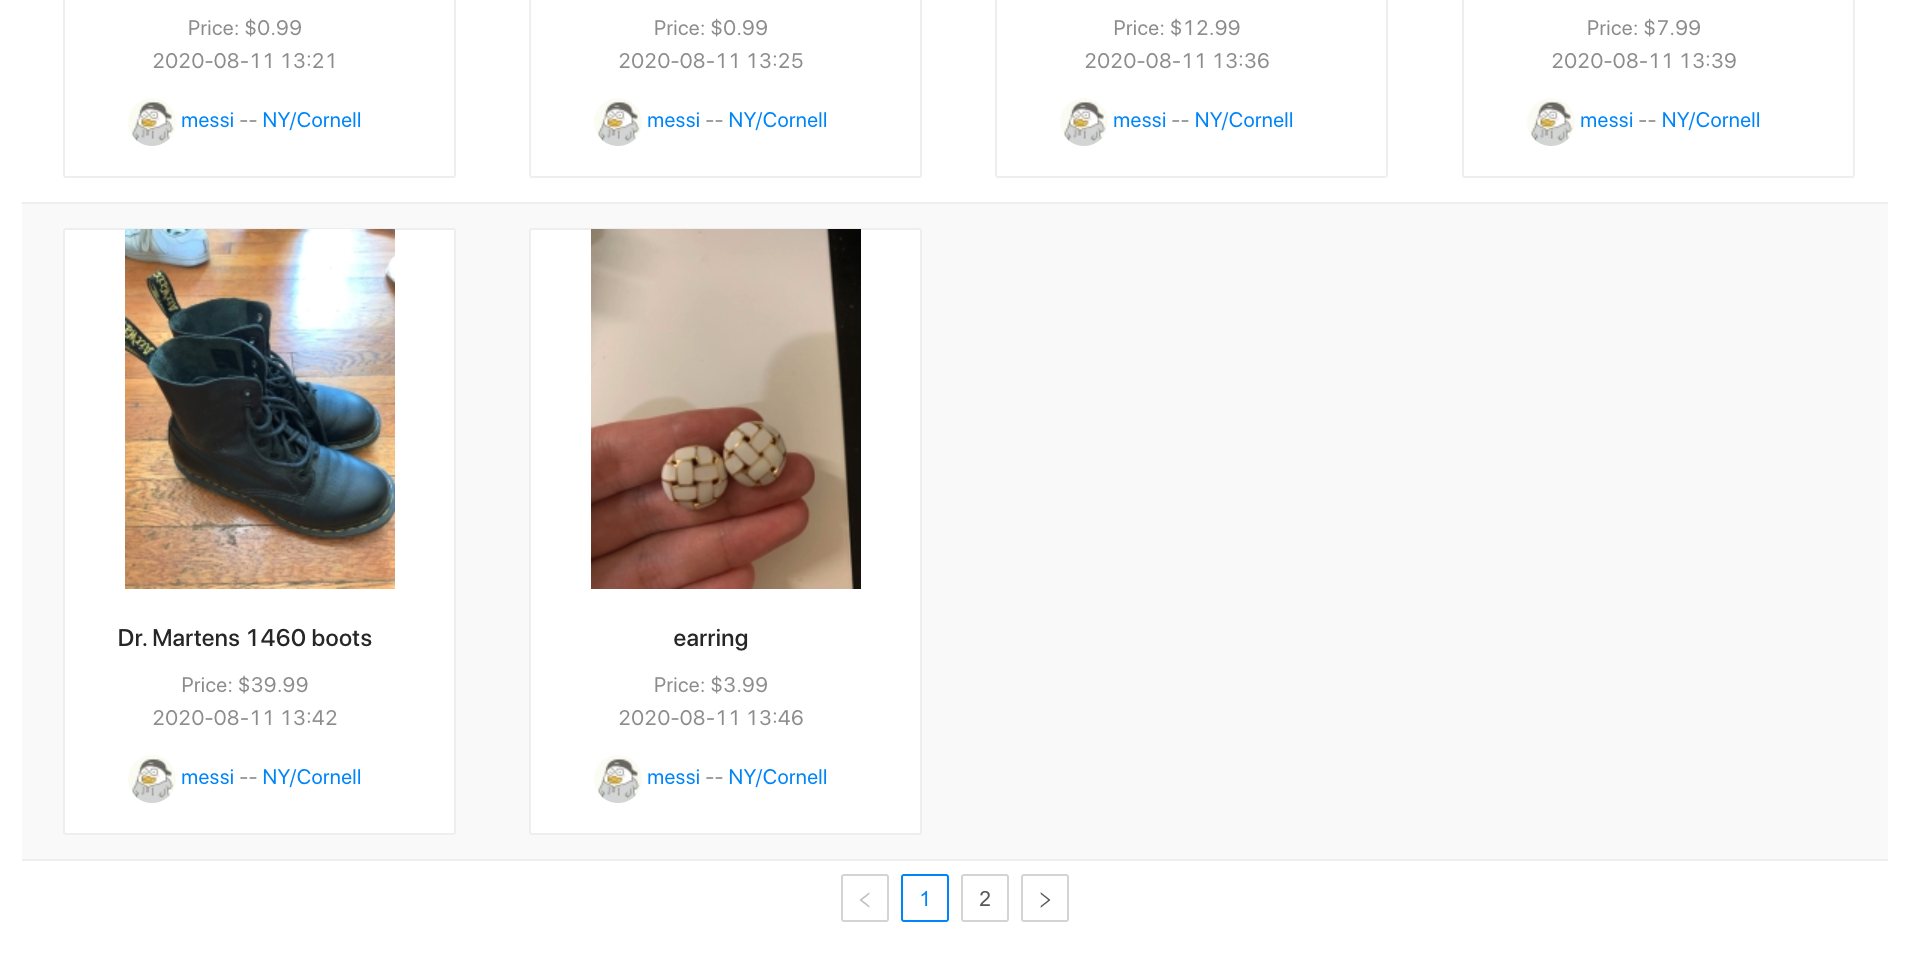 Price: $0.99
2020-08-11 13:21
messi -- NY/Cornell
Price: $0.99
2020-08-11 13:25
messi -- NY/Cornell
Price: $12.99
2020-08-11 13:36
messi -- NY/Cornell
Price: $7.99
2020-08-11 13:39
messi -- NY/Cornell
Dr. Martens 1460 boots
Price: $39.99
2020-08-11 13:42
messi -- NY/Cornell
earring
Price: $3.99
2020-08-11 13:46
messi -- NY/Cornell
< 1 2 >